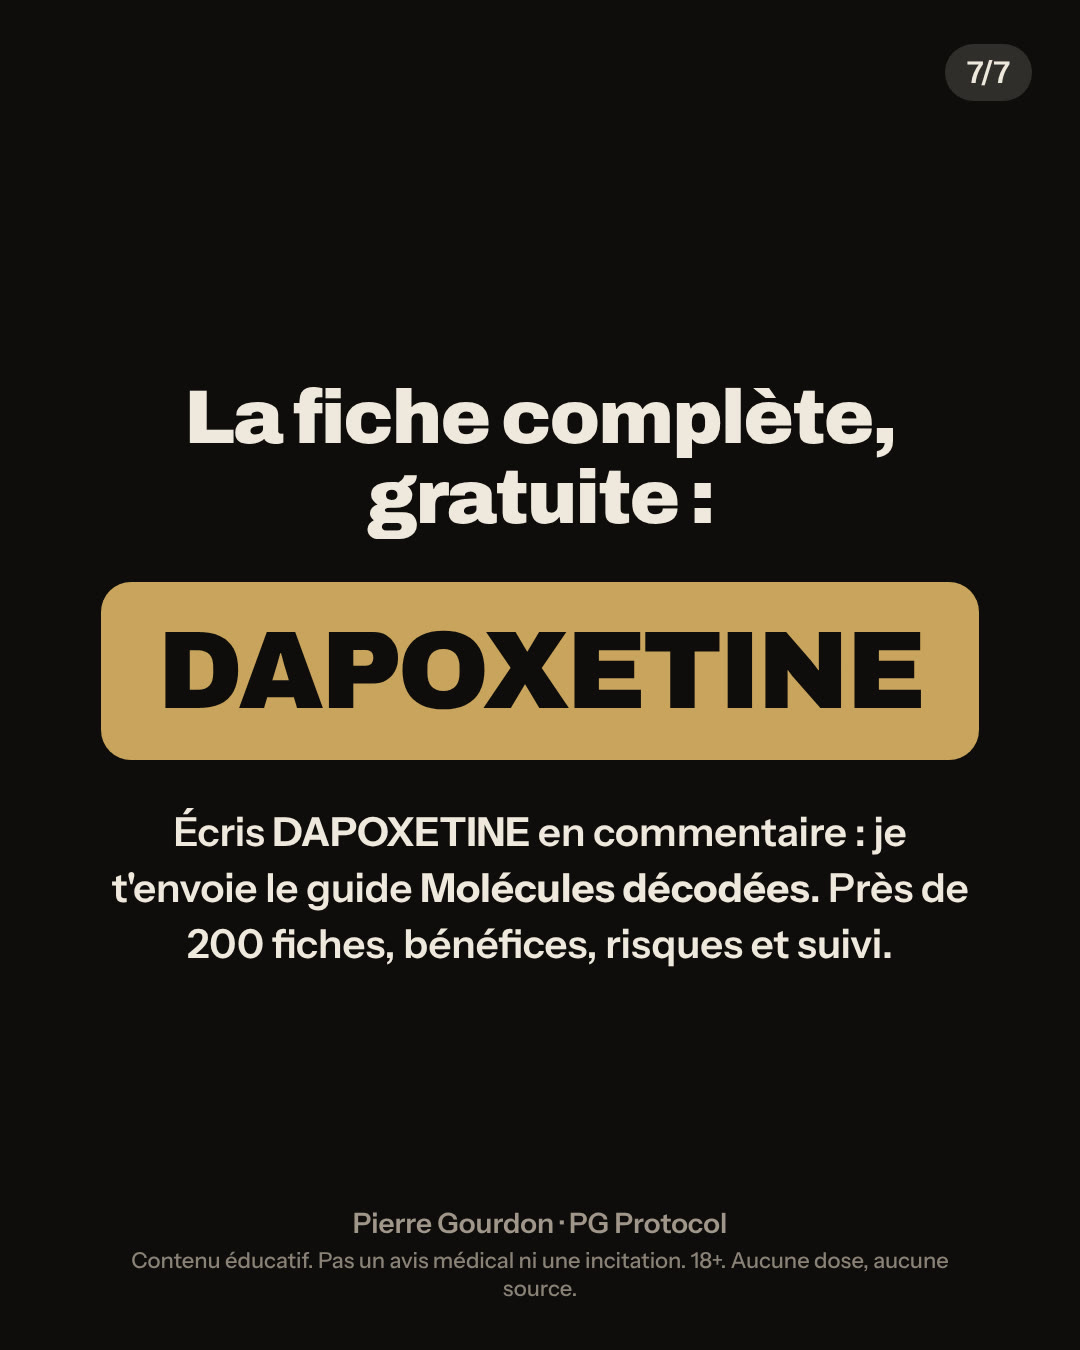 7/7
La fiche complète,
gratuite :
DAPOXETINE
Écris DAPOXETINE en commentaire : je
t'envoie le guide Molécules décodées. Près de
200 fiches, bénéfices, risques et suivi.
Pierre Gourdon · PG Protocol
Contenu éducatif. Pas un avis médical ni une incitation. 18+. Aucune dose, aucune
source.